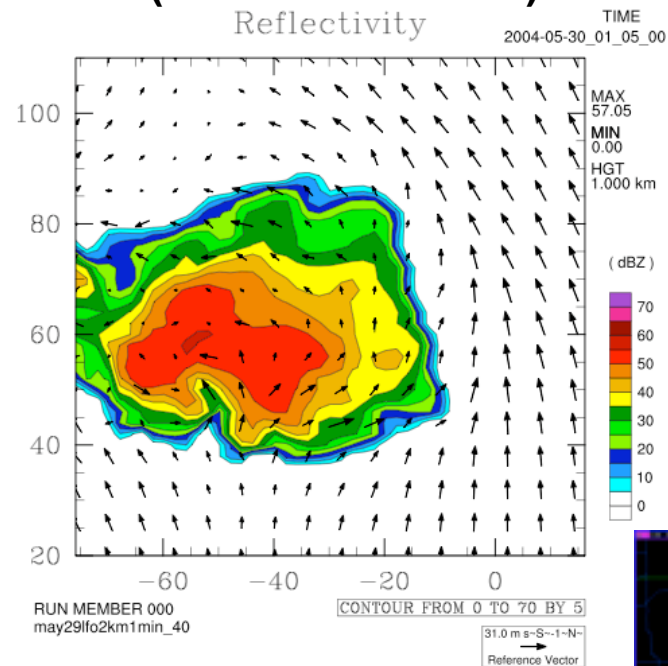 Reflectivity
TIME
2004-05-30_01_05_00
MAX
57.05
MIN
0.00
HGT
1.000 km
100
80
60
40
20
-60
-40
-20
0
( dBZ )
70
60
50
40
30
20
10
0
RUN MEMBER 000
may29lfo2km1min_40
CONTOUR FROM 0 TO 70 BY 5
31.0 m s~S~-1~N~
Reference Vector